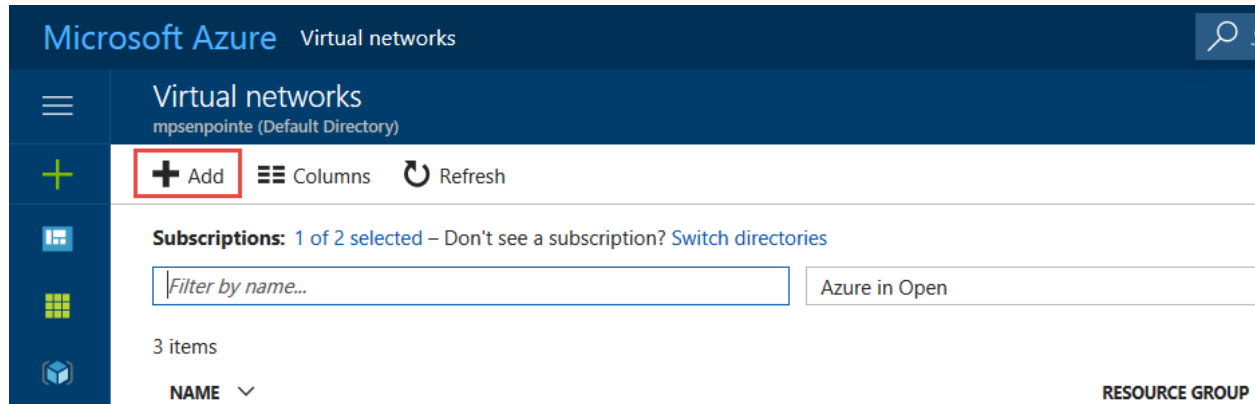 Microsoft Azure Virtual networks
Virtual networks
mpsenpointe (Default Directory)
Add Columns Refresh
Subscriptions: 1 of 2 selected – Don't see a subscription? Switch directories
Filter by name... Azure in Open
3 items
NAME RESOURCE GROUP